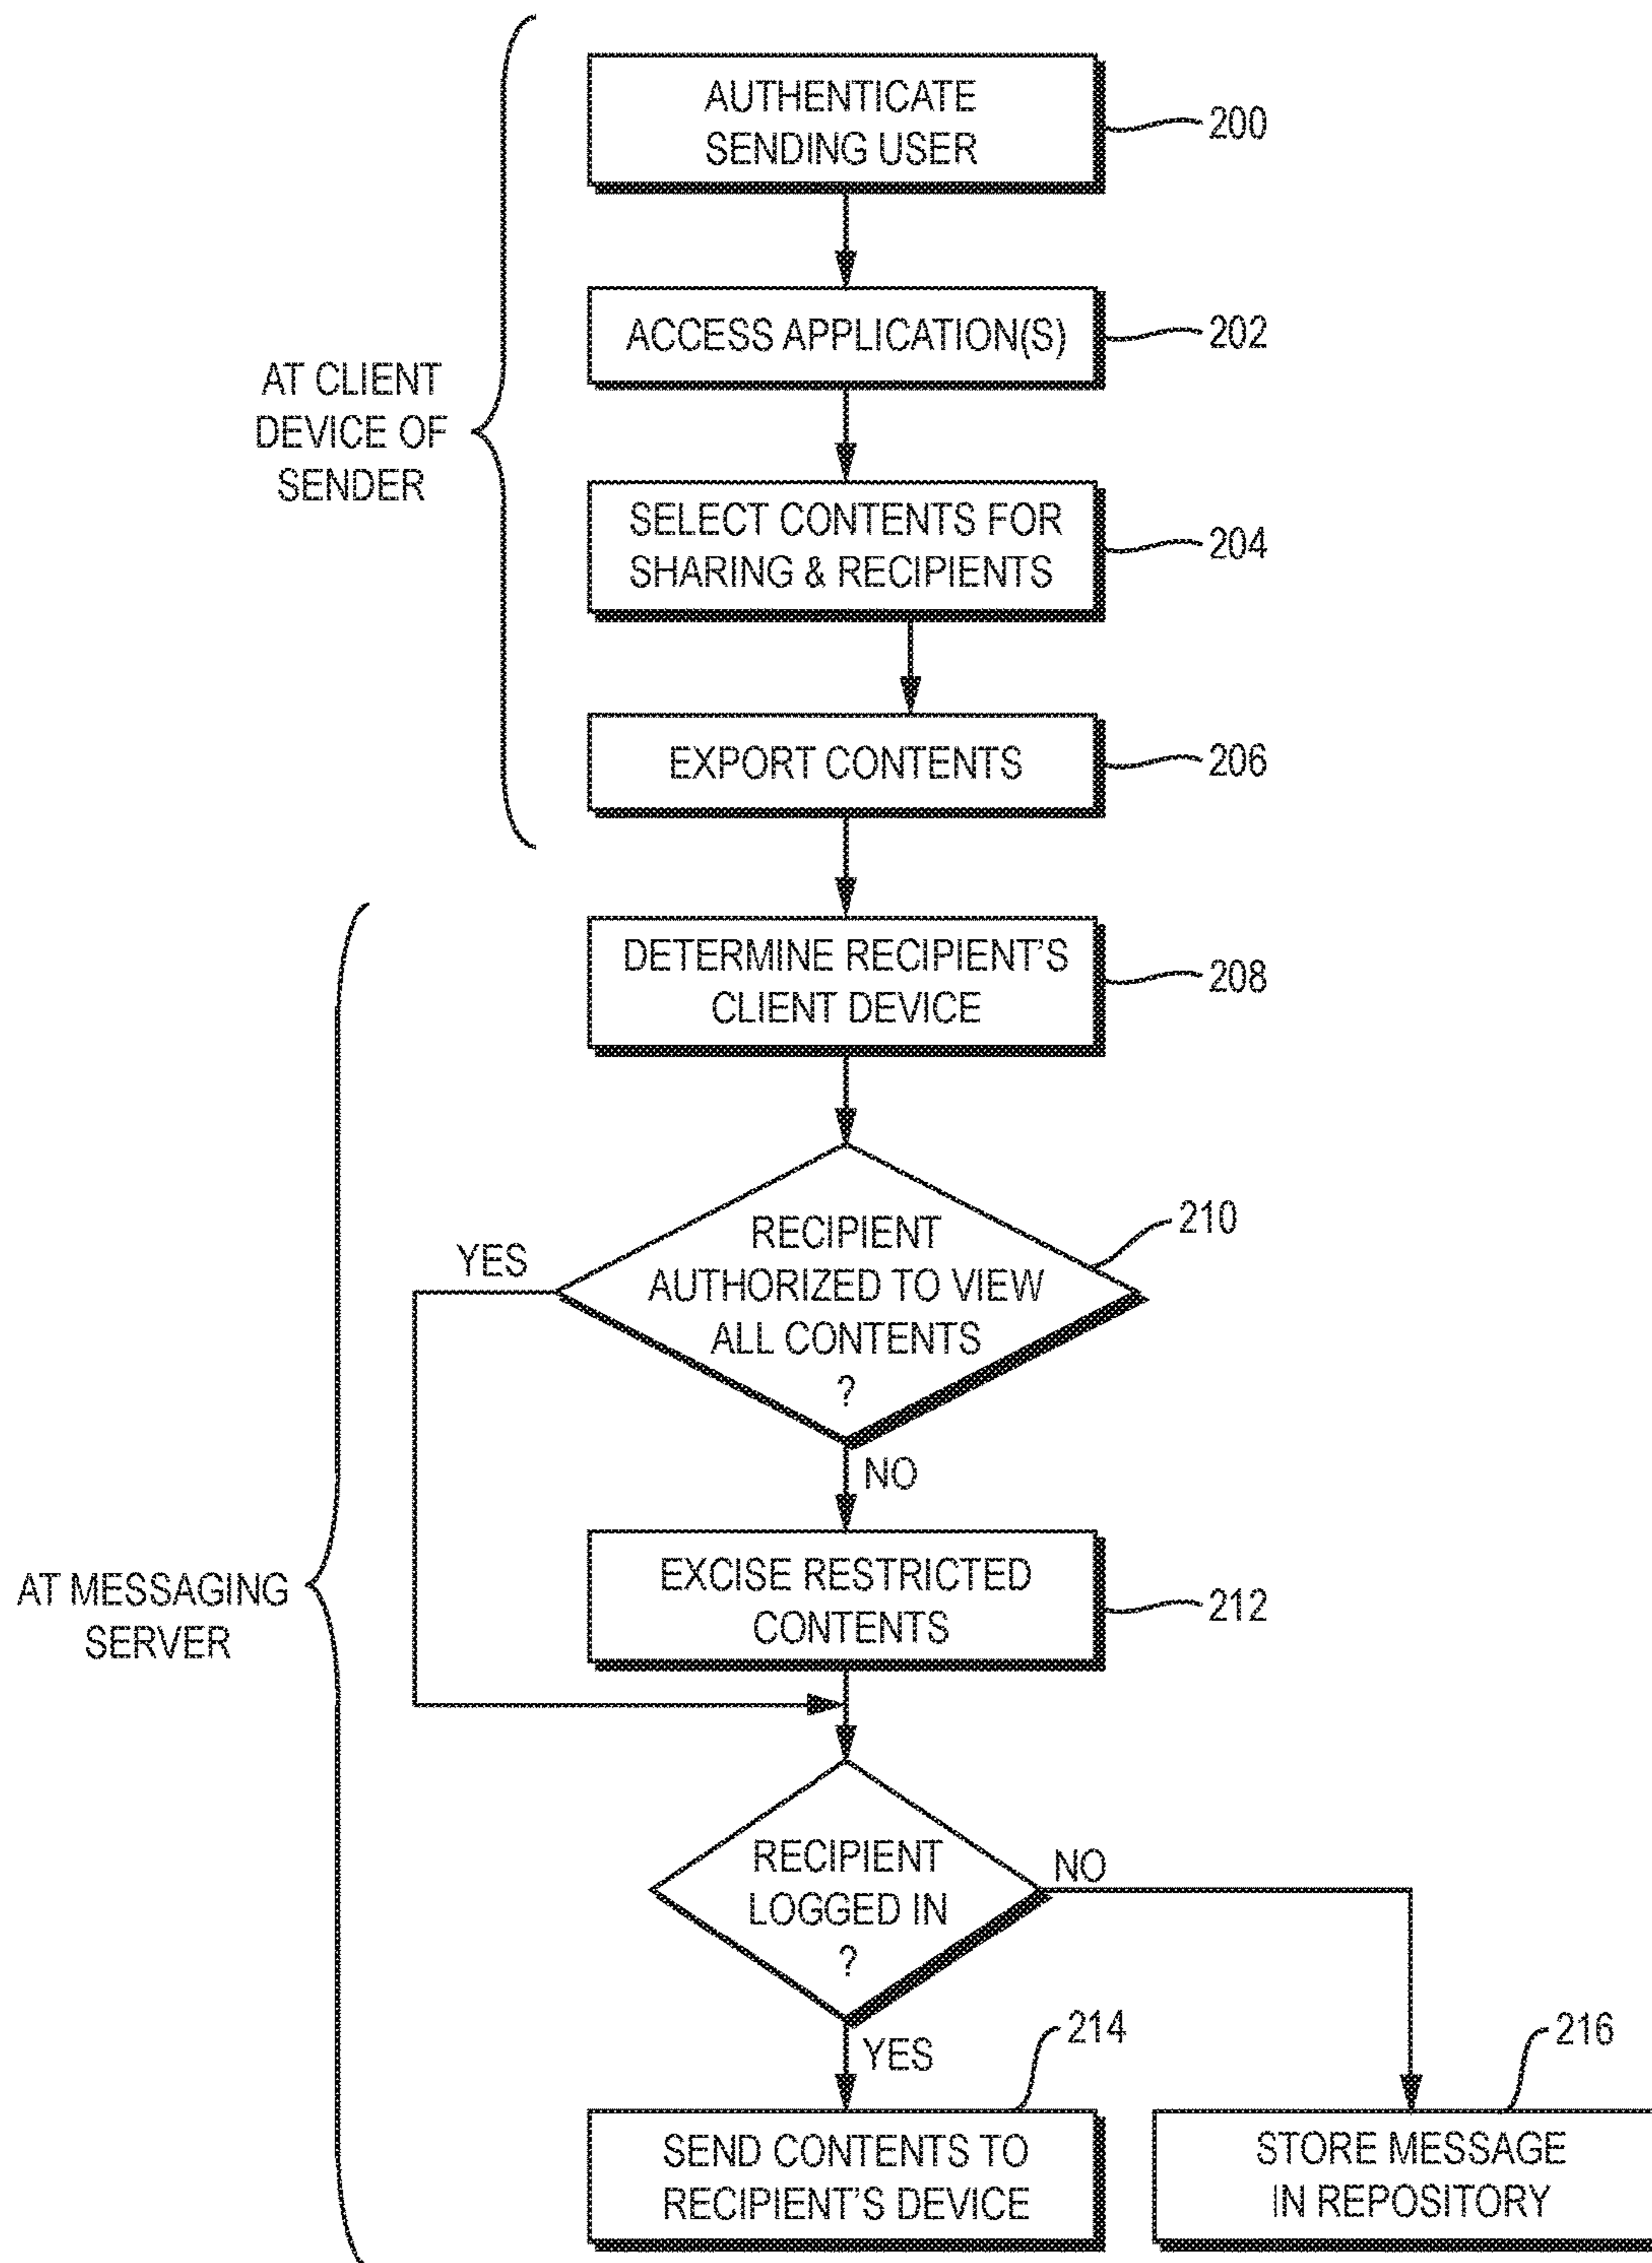 AUTHENTICATE
SENDING USER
200
ACCESS APPLICATION(S)
202
AT CLIENT
DEVICE OF
SENDER
SELECT CONTENTS FOR
SHARING & RECIPIENTS
204
EXPORT CONTENTS
206
DETERMINE RECIPIENT'S
CLIENT DEVICE
208
RECIPIENT
AUTHORIZED TO VIEW
ALL CONTENTS
?
210
YES
NO
EXCISE RESTRICTED
CONTENTS
212
AT MESSAGING
SERVER
RECIPIENT
LOGGED IN
?
NO
YES
214
SEND CONTENTS TO
RECIPIENT'S DEVICE
216
STORE MESSAGE
IN REPOSITORY